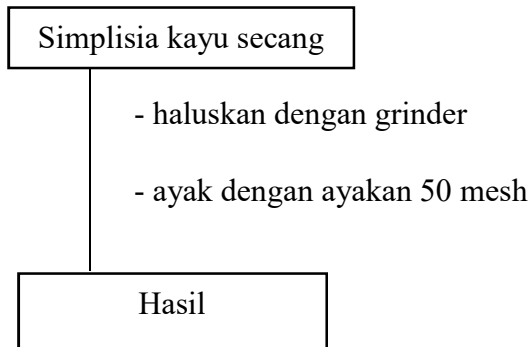 Simplisia kayu secang
- haluskan dengan grinder
- ayak dengan ayakan 50 mesh
Hasil